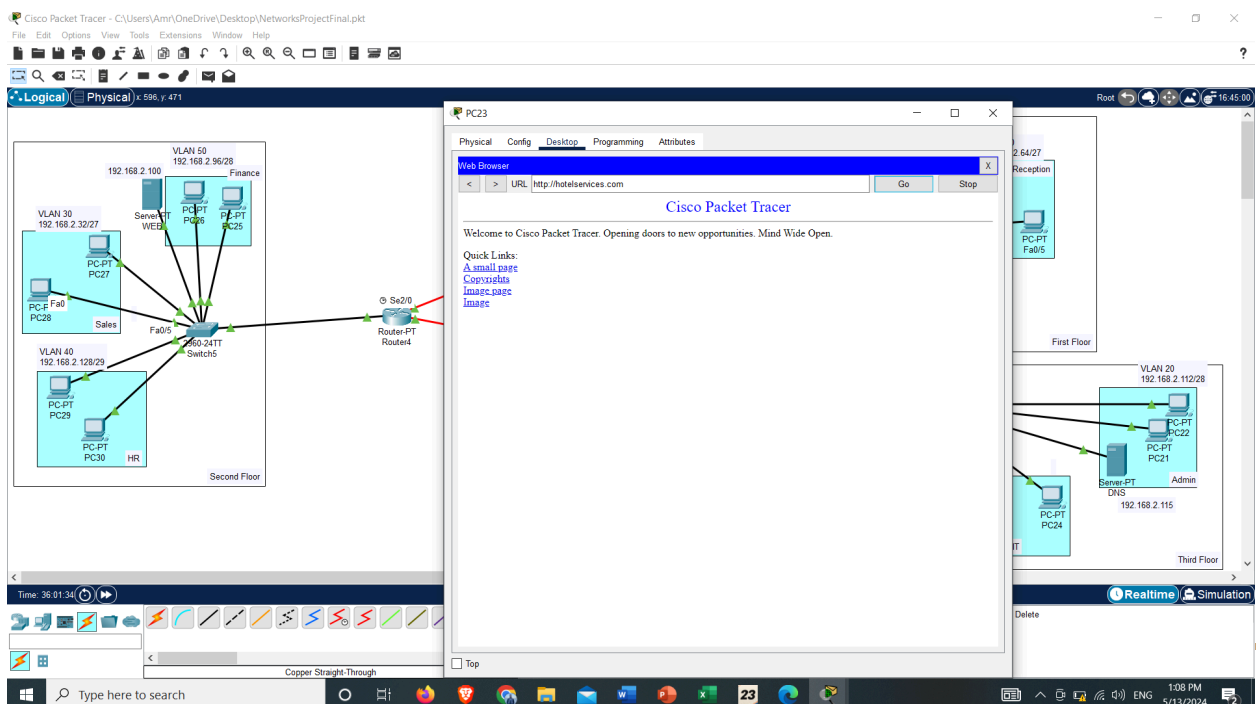 Cisco Packet Tracer - C:\Users\Amr\OneDrive\Desktop\NetworksProjectFinal.pkt
File Edit Options View Tools Extensions Window Help
?
Logical Physical x: 596, y: 471
Root 16:45:00
VLAN 50
192.168.2.96/28
192.168.2.100
Finance
Server-PT
WEB
PC-PT
PC26
PC-PT
PC25
VLAN 30
192.168.2.32/27
PC-PT
PC27
Fa0
PC28
Sales
Fa0/5
2960-24TT
Switch5
VLAN 40
192.168.2.128/29
PC-PT
PC29
PC-PT
PC30
HR
Second Floor
Se2/0
Router-PT
Router4
PC23
Physical Config Desktop Programming Attributes
Web Browser X
< > URL http://hotelservices.com Go Stop
Cisco Packet Tracer
Welcome to Cisco Packet Tracer. Opening doors to new opportunities. Mind Wide Open.
Quick Links:
A small page
Copyrights
Image page
Image
Top
2.64/27
Reception
PC-PT
Fa0/5
First Floor
VLAN 20
192.168.2.112/28
PC-PT
PC22
PC-PT
PC21
Server-PT
DNS
Admin
192.168.2.115
PC-PT
PC24
IT
Third Floor
Time: 36:01:34
Realtime Simulation
Copper Straight-Through
Delete
Type here to search
23
ENG
1:08 PM
5/13/2024
2